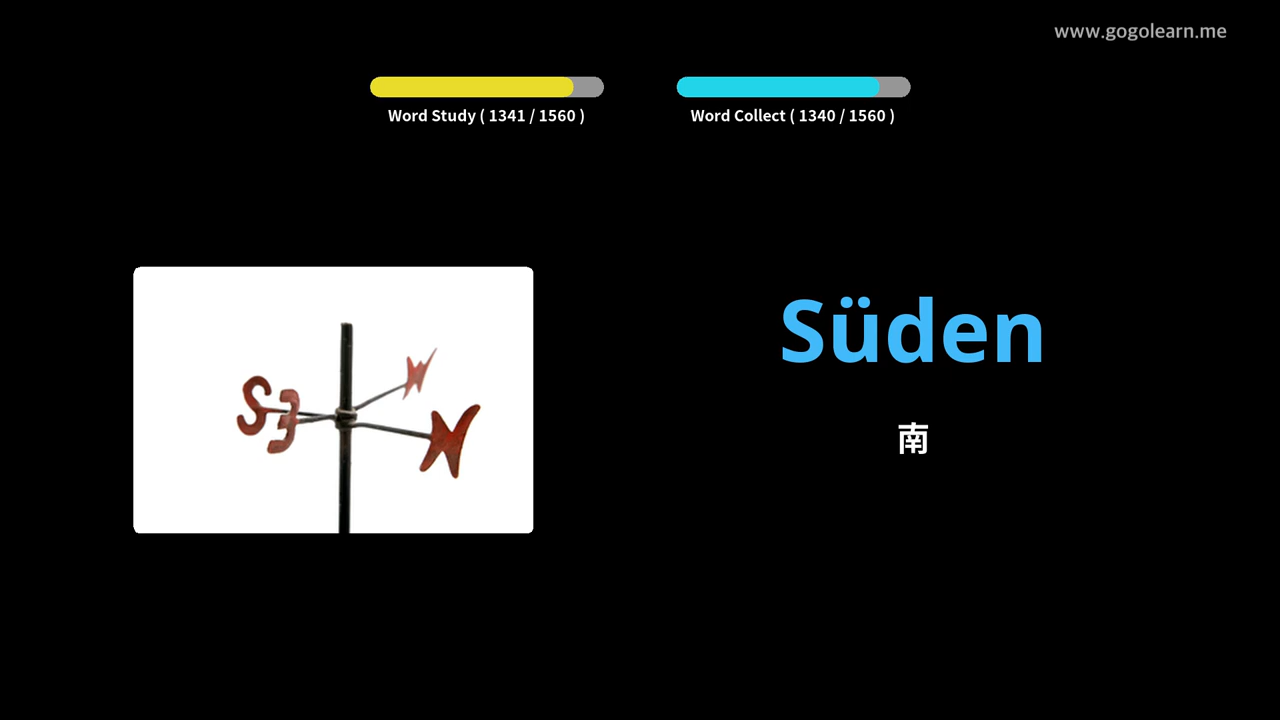 www.gogolearn.me
Word Study ( 1341 / 1560 )
Word Collect ( 1340 / 1560 )
S E W N
Süden
南